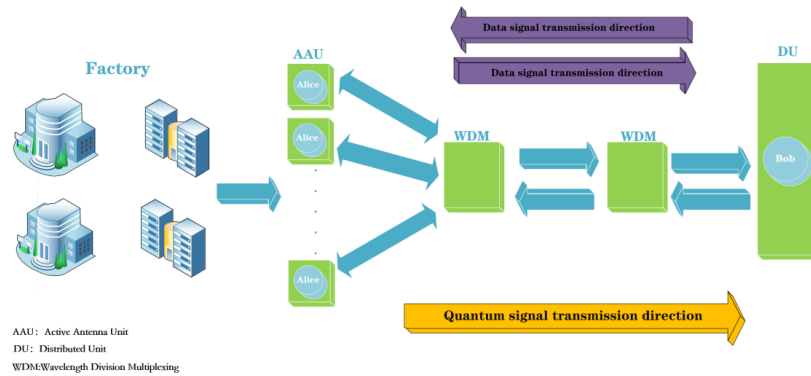 Data signal transmission direction
Data signal transmission direction
Factory
AAU
DU
Alice
Alice
Alice
WDM
WDM
Bob
Quantum signal transmission direction
AAU：Active Antenna Unit
DU：Distributed Unit
WDM:Wavelength Division Multiplexing